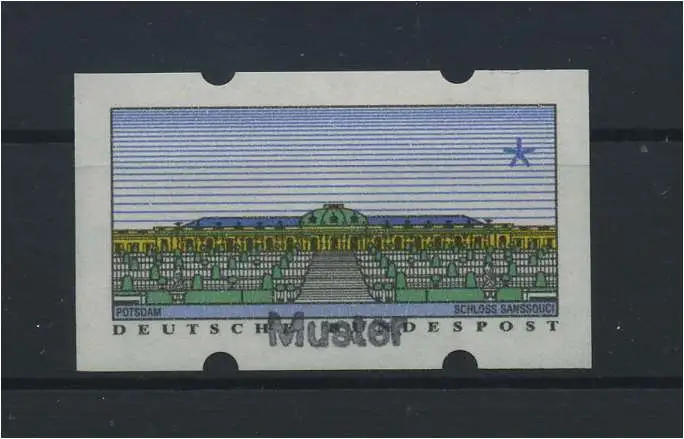 POTSDAM SCHLOSS SANSSOUCI
DEUTSCHE BUNDESPOST
Muster